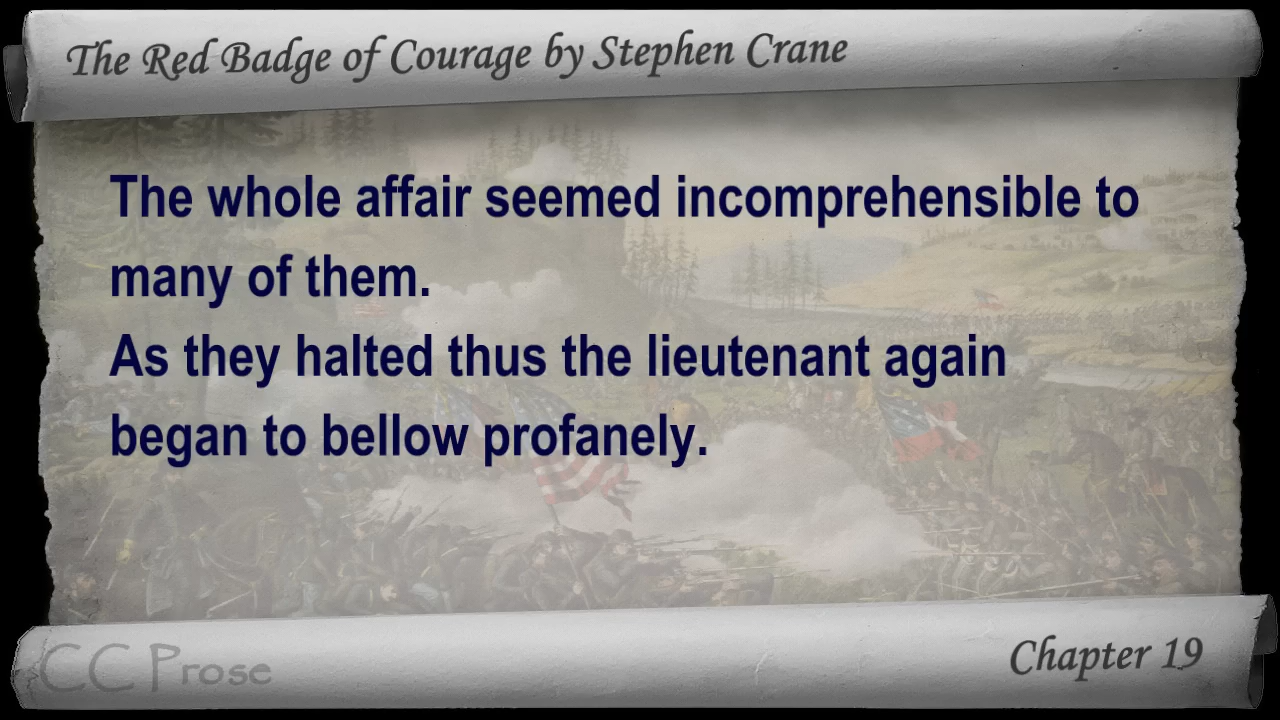 The Red Badge of Courage by Stephen Crane
The whole affair seemed incomprehensible to
many of them.
As they halted thus the lieutenant again
began to bellow profanely.
CC Prose
Chapter 19